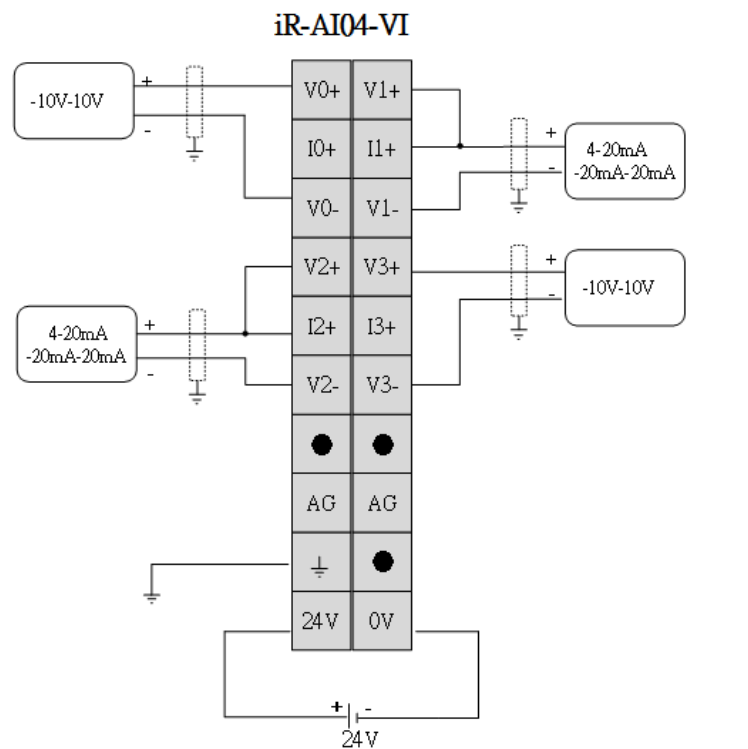 iR-AI04-VI
-10V-10V
+
-
V0+ V1+
I0+ I1+
V0- V1-
+
-
4-20mA
-20mA-20mA
V2+ V3+
+
-
-10V-10V
4-20mA
-20mA-20mA
+
-
I2+ I3+
V2- V3-
AG AG
24V 0V
+ -
24V